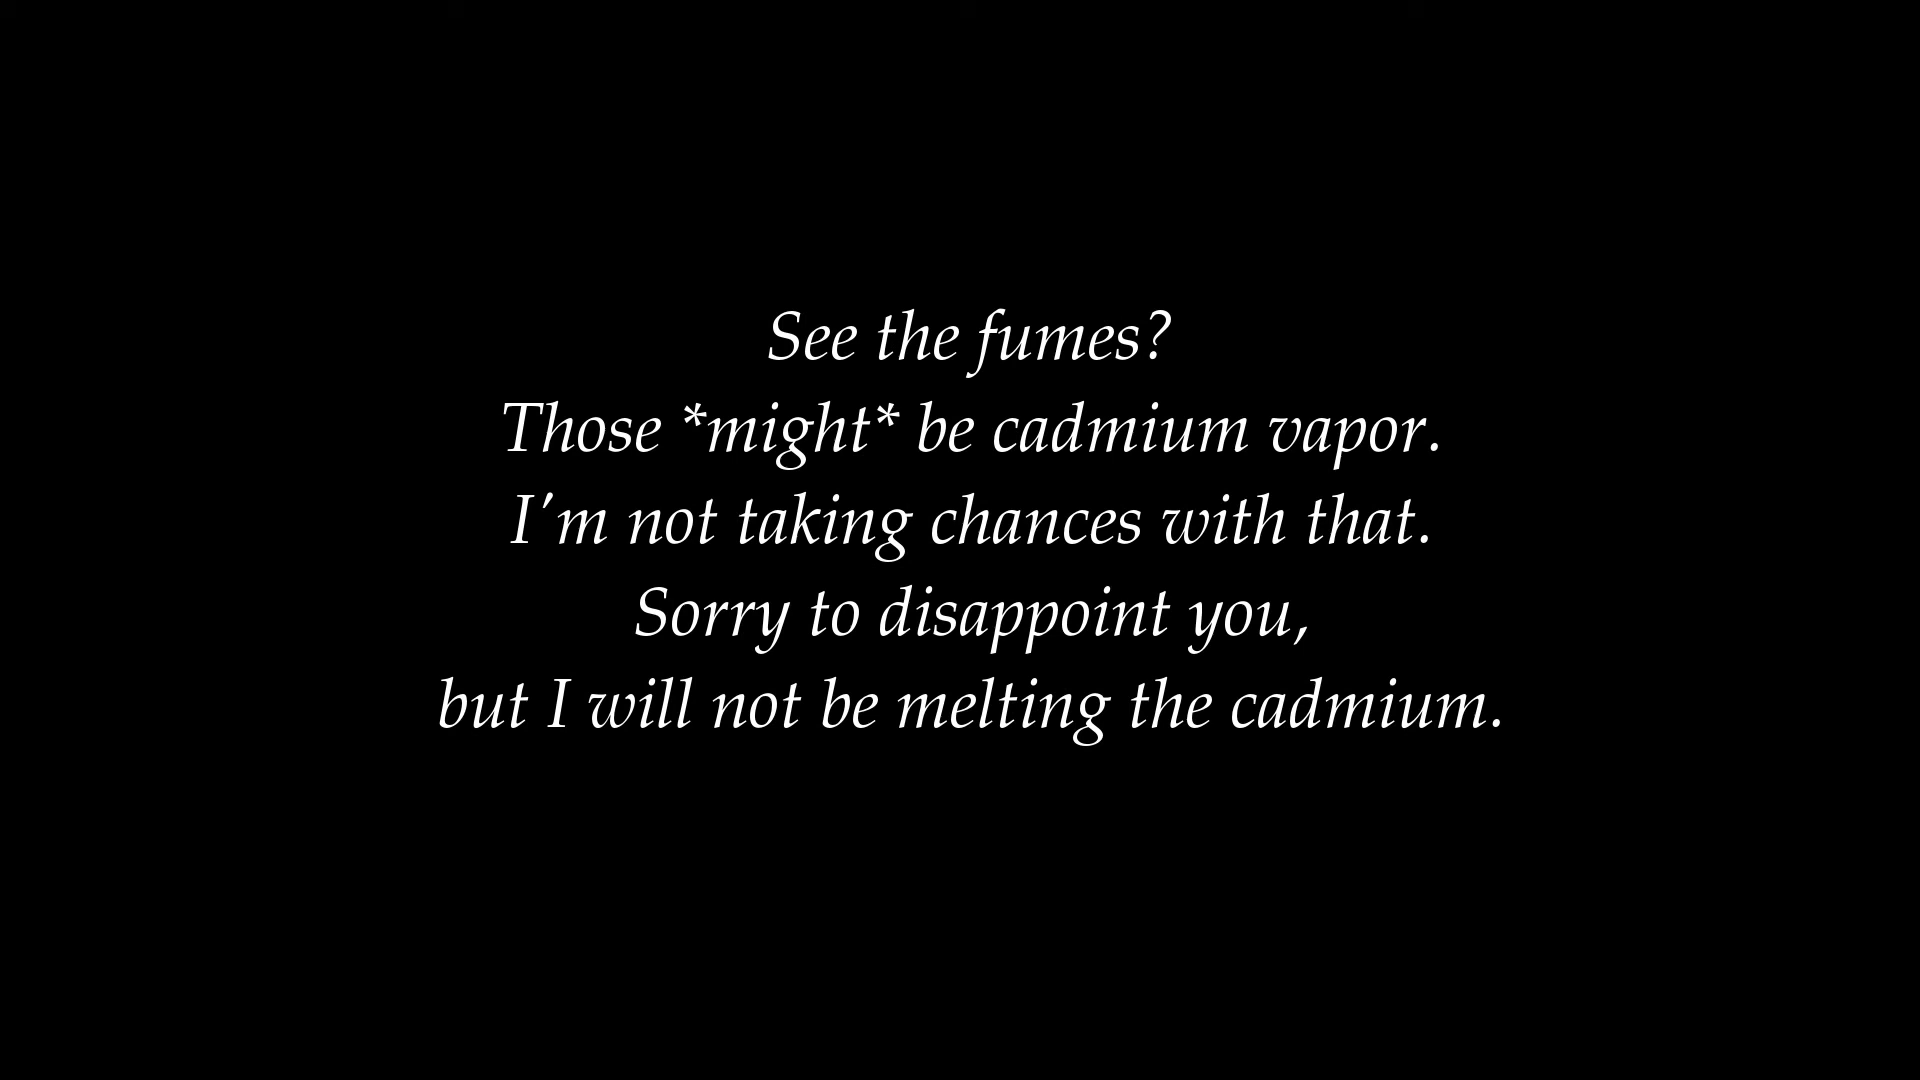 See the fumes?
Those *might* be cadmium vapor.
I'm not taking chances with that.
Sorry to disappoint you,
but I will not be melting the cadmium.